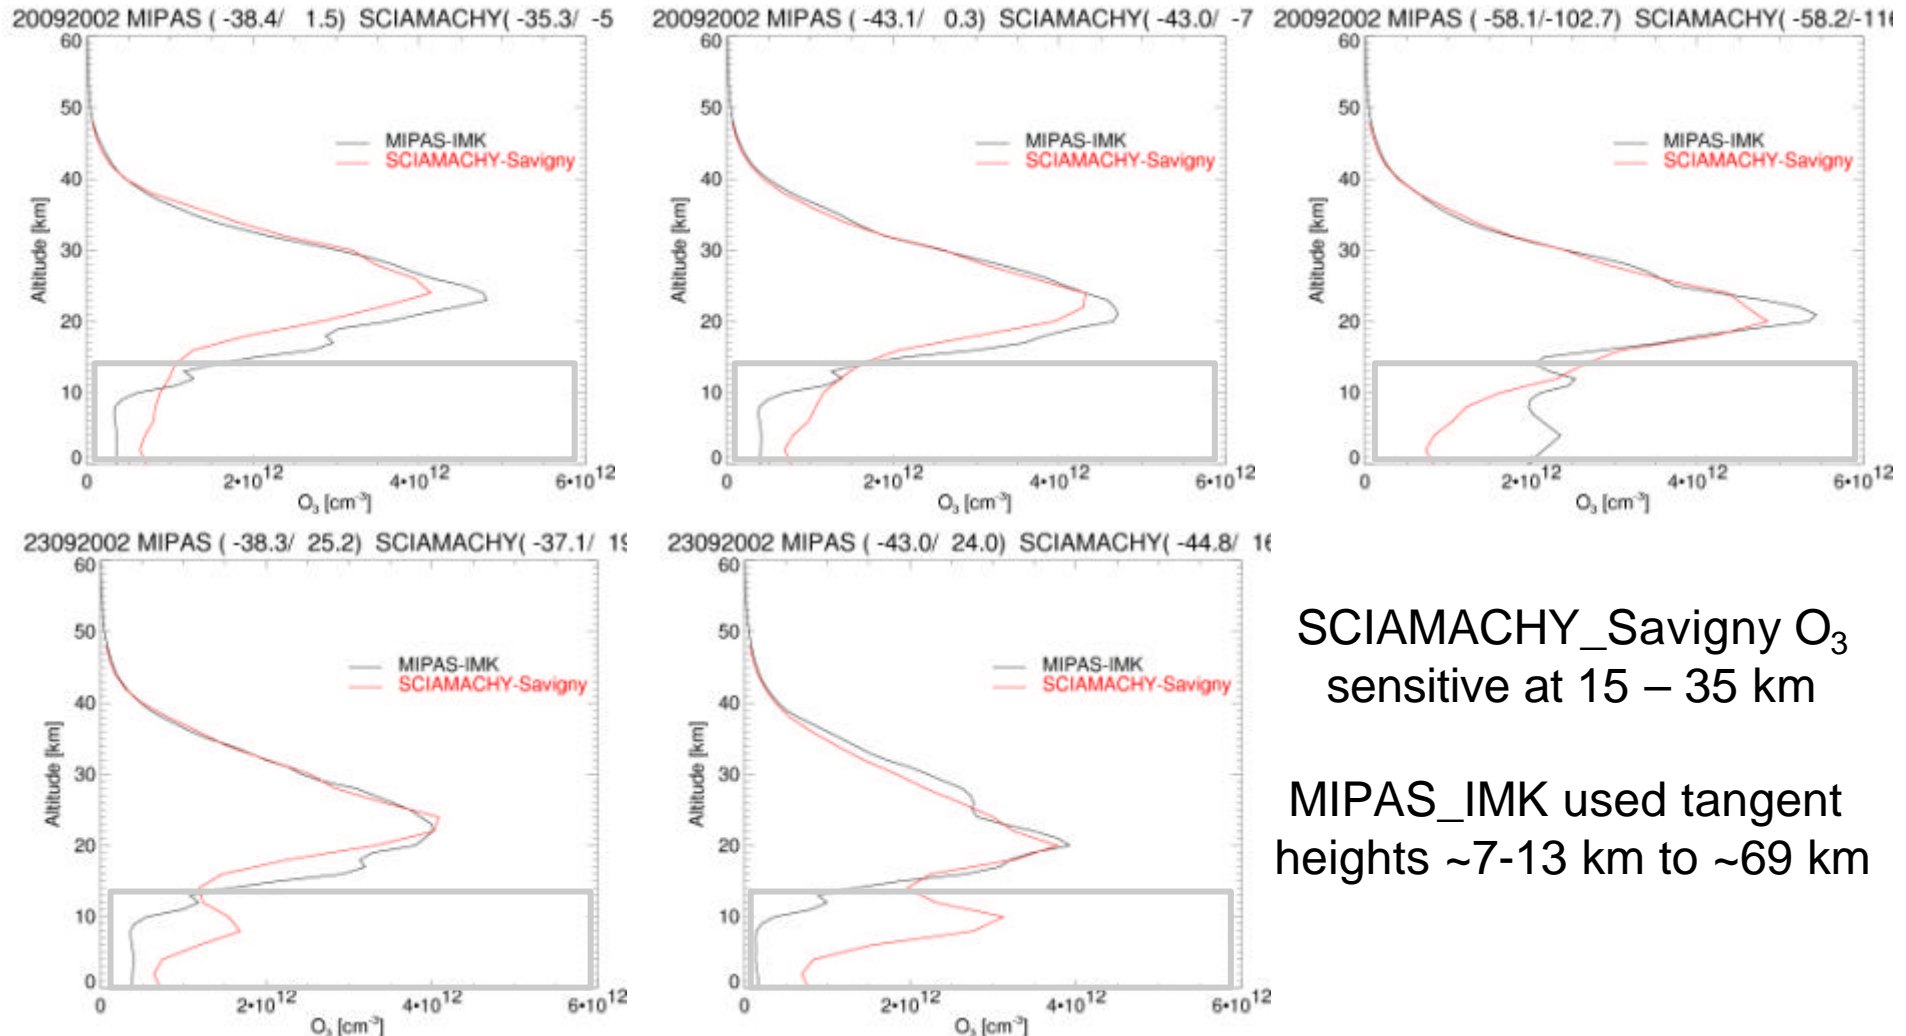 20092002 MIPAS ( -38.4/ 1.5) SCIAMACHY( -35.3/ -5
60
50
40
30
20
10
0
Altitude [km]
MIPAS-IMK
SCIAMACHY-Savigny
0 2•10¹² 4•10¹² 6•10¹²
O₃ [cm⁻³]
20092002 MIPAS ( -43.1/ 0.3) SCIAMACHY( -43.0/ -7
60
50
40
30
20
10
0
Altitude [km]
MIPAS-IMK
SCIAMACHY-Savigny
0 2•10¹² 4•10¹² 6•10¹²
O₃ [cm⁻³]
20092002 MIPAS ( -58.1/-102.7) SCIAMACHY( -58.2/-116
60
50
40
30
20
10
0
Altitude [km]
MIPAS-IMK
SCIAMACHY-Savigny
0 2•10¹² 4•10¹² 6•10¹²
O₃ [cm⁻³]
23092002 MIPAS ( -38.3/ 25.2) SCIAMACHY( -37.1/ 19
60
50
40
30
20
10
0
Altitude [km]
MIPAS-IMK
SCIAMACHY-Savigny
0 2•10¹² 4•10¹² 6•10¹²
O₃ [cm⁻³]
23092002 MIPAS ( -43.0/ 24.0) SCIAMACHY( -44.8/ 16
60
50
40
30
20
10
0
Altitude [km]
MIPAS-IMK
SCIAMACHY-Savigny
0 2•10¹² 4•10¹² 6•10¹²
O₃ [cm⁻³]
SCIAMACHY_Savigny O₃
sensitive at 15 – 35 km
MIPAS_IMK used tangent
heights ~7-13 km to ~69 km